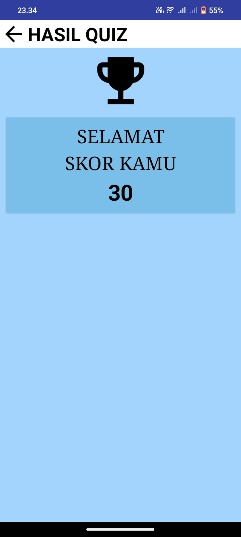 23.34
55%
HASIL QUIZ
SELAMAT
SKOR KAMU
30